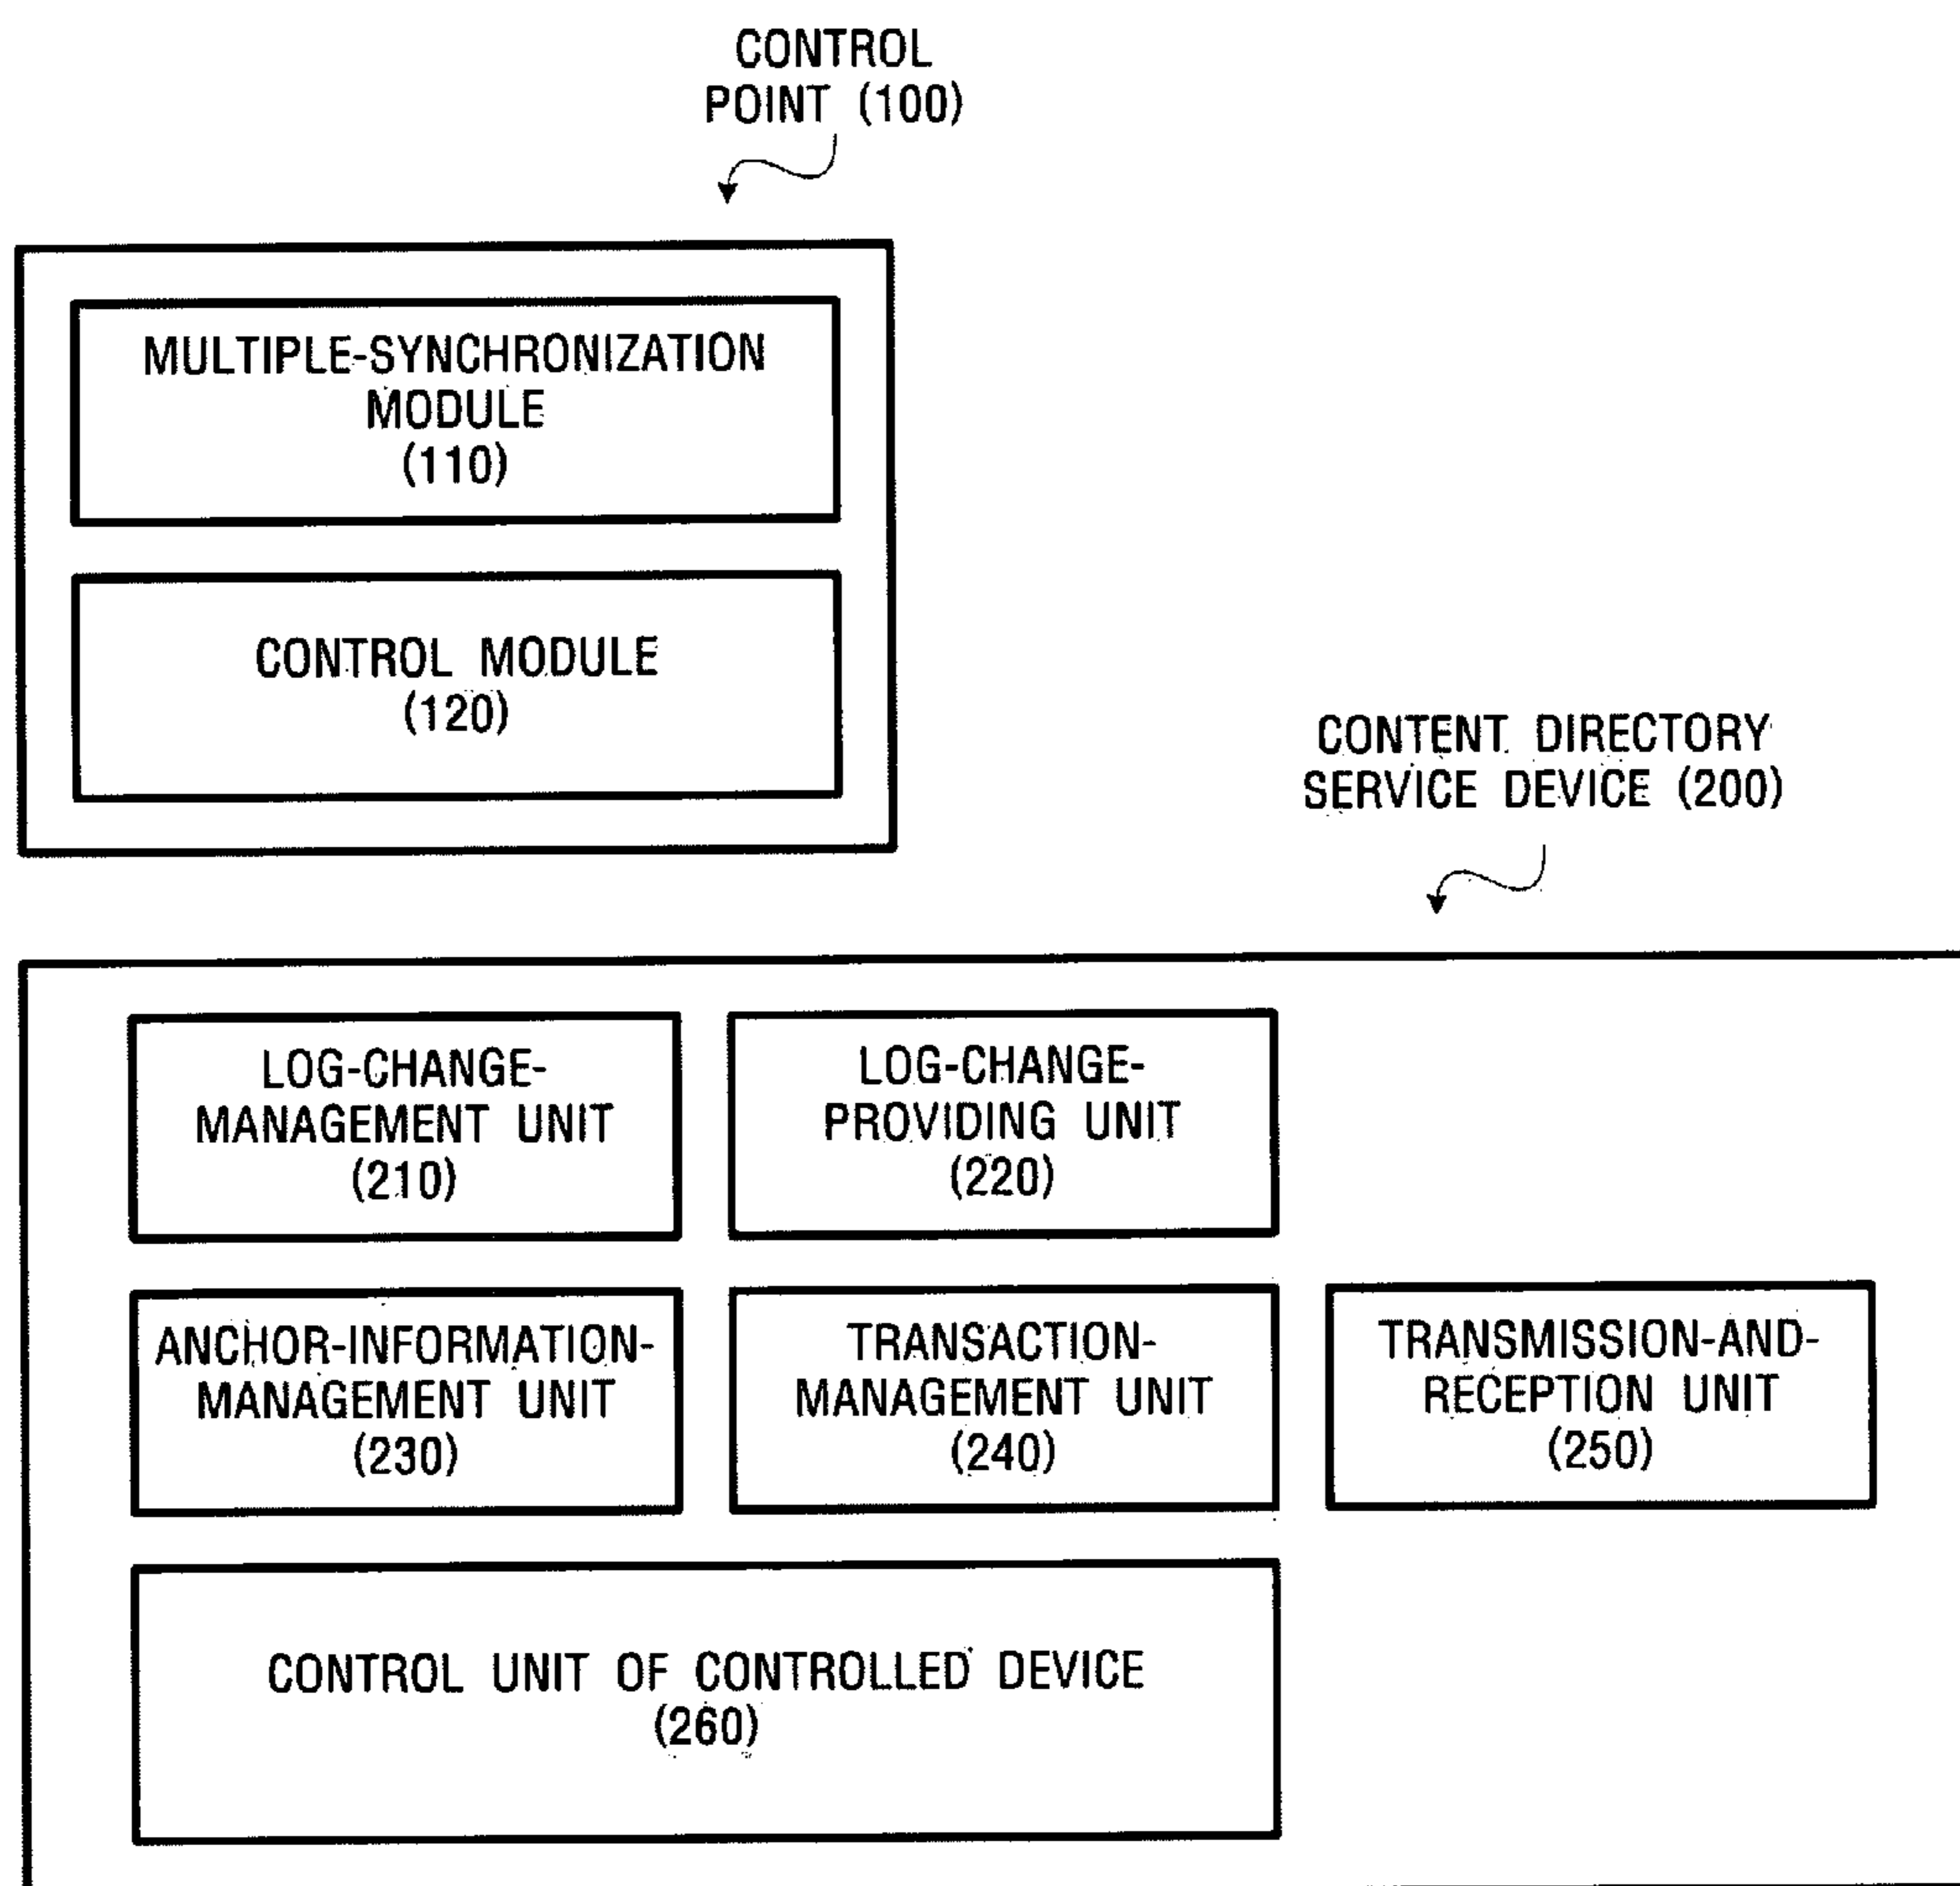 CONTROL
POINT (100)
MULTIPLE-SYNCHRONIZATION
MODULE
(110)
CONTROL MODULE
(120)
CONTENT DIRECTORY
SERVICE DEVICE (200)
LOG-CHANGE-
MANAGEMENT UNIT
(210)
LOG-CHANGE-
PROVIDING UNIT
(220)
ANCHOR-INFORMATION-
MANAGEMENT UNIT
(230)
TRANSACTION-
MANAGEMENT UNIT
(240)
TRANSMISSION-AND-
RECEPTION UNIT
(250)
CONTROL UNIT OF CONTROLLED DEVICE
(260)